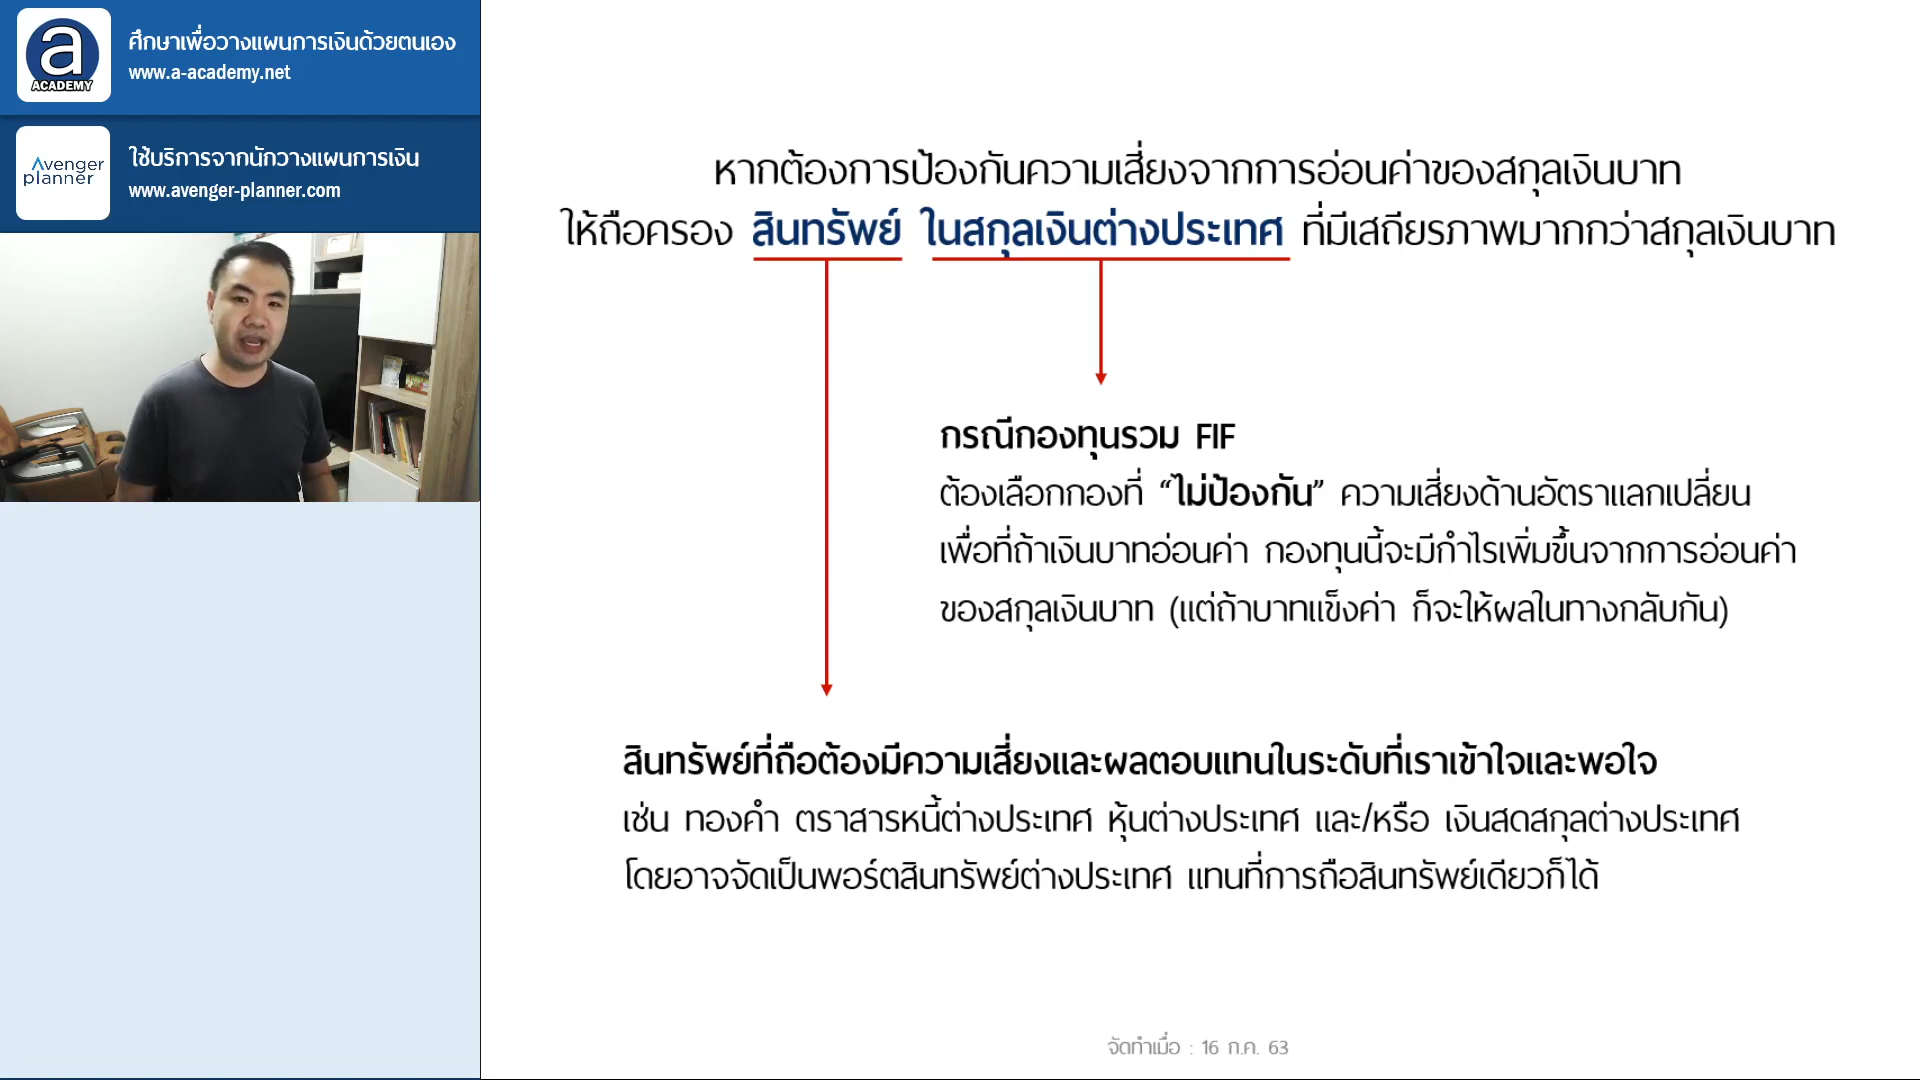 a
ACADEMY
ศึกษาเพื่อวางแผนการเงินด้วยตนเอง
www.a-academy.net
Avenger
planner
ใช้บริการจากนักวางแผนการเงิน
www.avenger-planner.com
หากต้องการป้องกันความเสี่ยงจากการอ่อนค่าของสกุลเงินบาท
ให้ถือครอง สินทรัพย์ ในสกุลเงินต่างประเทศ ที่มีเสถียรภาพมากกว่าสกุลเงินบาท
กรณีกองทุนรวม FIF
ต้องเลือกกองที่ “ไม่ป้องกัน” ความเสี่ยงด้านอัตราแลกเปลี่ยน
เพื่อที่ถ้าเงินบาทอ่อนค่า กองทุนนี้จะมีกำไรเพิ่มขึ้นจากการอ่อนค่า
ของสกุลเงินบาท (แต่ถ้าบาทแข็งค่า ก็จะให้ผลในทางกลับกัน)
สินทรัพย์ที่ถือต้องมีความเสี่ยงและผลตอบแทนในระดับที่เราเข้าใจและพอใจ
เช่น ทองคำ ตราสารหนี้ต่างประเทศ หุ้นต่างประเทศ และ/หรือ เงินสดสกุลต่างประเทศ
โดยอาจจัดเป็นพอร์ตสินทรัพย์ต่างประเทศ แทนที่การถือสินทรัพย์เดียวก็ได้
จัดทำเมื่อ : 16 ก.ค. 63